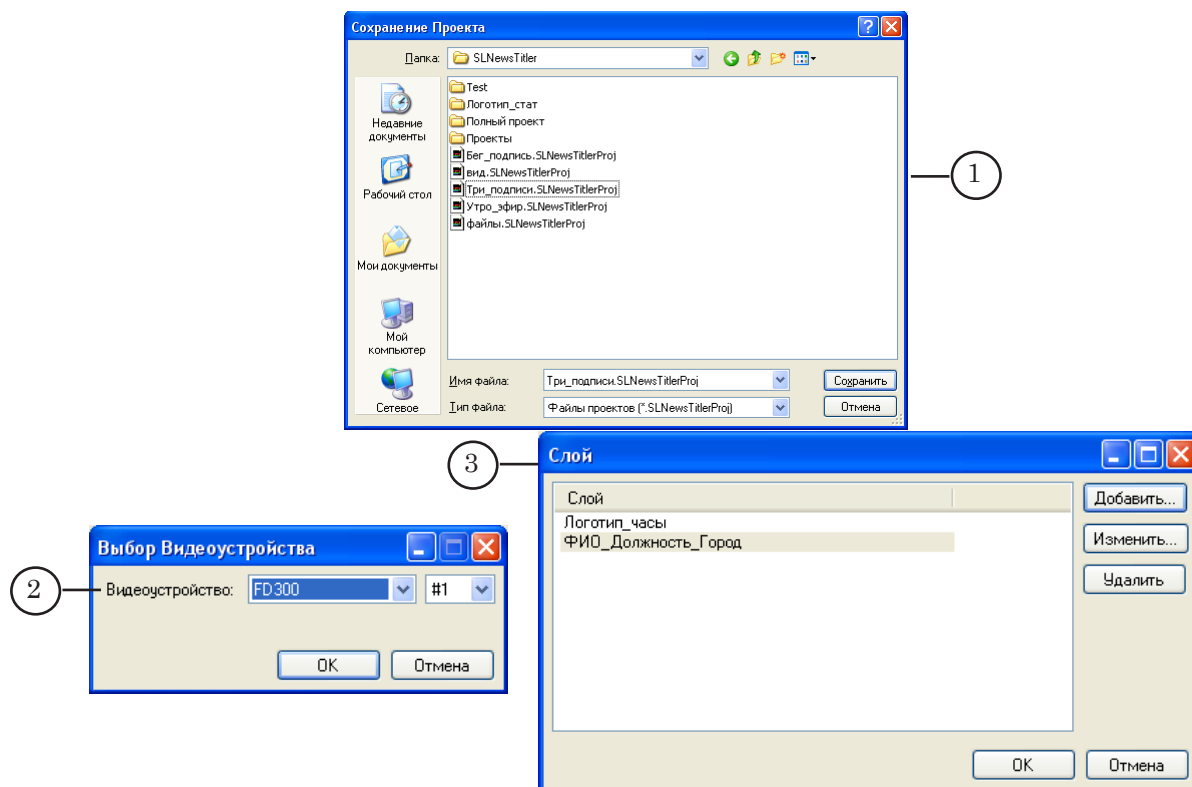 Сохранение Проекта
Папка: SLNewsTitler
Недавние документы
Рабочий стол
Мои документы
Мой компьютер
Сетевое
Test
Логотип_стат
Полный проект
Проекты
Бег_подпись.SLNewsTitlerProj
вид.SLNewsTitlerProj
Три_подписи.SLNewsTitlerProj
Утро_эфир.SLNewsTitlerProj
файлы.SLNewsTitlerProj
Имя файла: Три_подписи.SLNewsTitlerProj Сохранить
Тип файла: Файлы проектов (*.SLNewsTitlerProj) Отмена
1
2
Выбор Видеоустройства
Видеоустройство: FD300 #1
OK Отмена
3
Слой
Слой
Логотип_часы
ФИО_Должность_Город
Добавить...
Изменить...
Удалить
OK Отмена